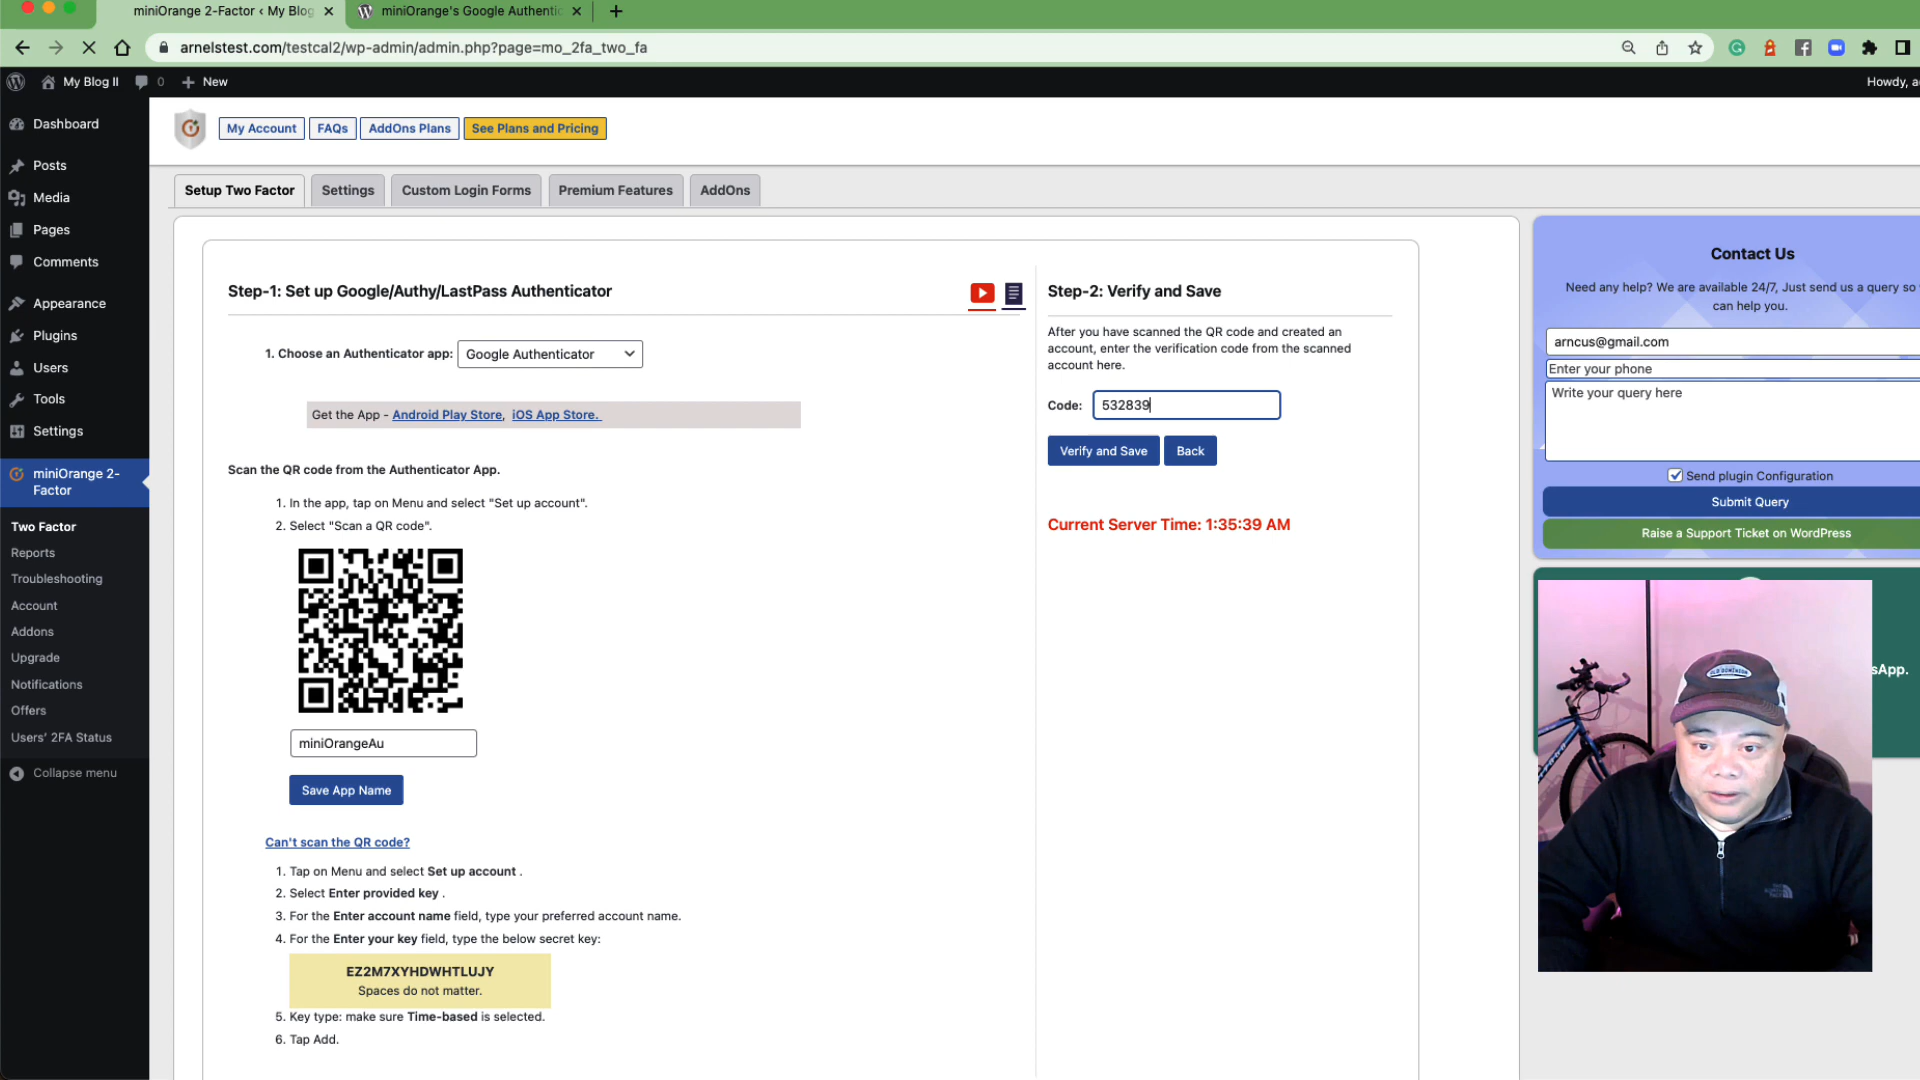 miniOrange 2-Factor ‹ My Blog
miniOrange's Google Authentic
arnelstest.com/testcal2/wp-admin/admin.php?page=mo_2fa_two_fa
My Blog II
0
New
Howdy, a
Dashboard
Posts
Media
Pages
Comments
Appearance
Plugins
Users
Tools
Settings
miniOrange 2-
Factor
Two Factor
Reports
Troubleshooting
Account
Addons
Upgrade
Notifications
Offers
Users' 2FA Status
Collapse menu
My Account
FAQs
AddOns Plans
See Plans and Pricing
Setup Two Factor
Settings
Custom Login Forms
Premium Features
AddOns
Step-1: Set up Google/Authy/LastPass Authenticator
1. Choose an Authenticator app:
Google Authenticator
Get the App - Android Play Store, iOS App Store.
Scan the QR code from the Authenticator App.
1. In the app, tap on Menu and select "Set up account".
2. Select "Scan a QR code".
miniOrangeAu
Save App Name
Can't scan the QR code?
1. Tap on Menu and select Set up account .
2. Select Enter provided key .
3. For the Enter account name field, type your preferred account name.
4. For the Enter your key field, type the below secret key:
EZ2M7XYHDWHTLUJY
Spaces do not matter.
5. Key type: make sure Time-based is selected.
6. Tap Add.
Step-2: Verify and Save
After you have scanned the QR code and created an
account, enter the verification code from the scanned
account here.
Code:
532839
Verify and Save
Back
Current Server Time: 1:35:39 AM
Contact Us
Need any help? We are available 24/7, Just send us a query so
can help you.
arncus@gmail.com
Enter your phone
Write your query here
Send plugin Configuration
Submit Query
Raise a Support Ticket on WordPress
sApp.
OLD DOMINION
THE
NORTH
FACE